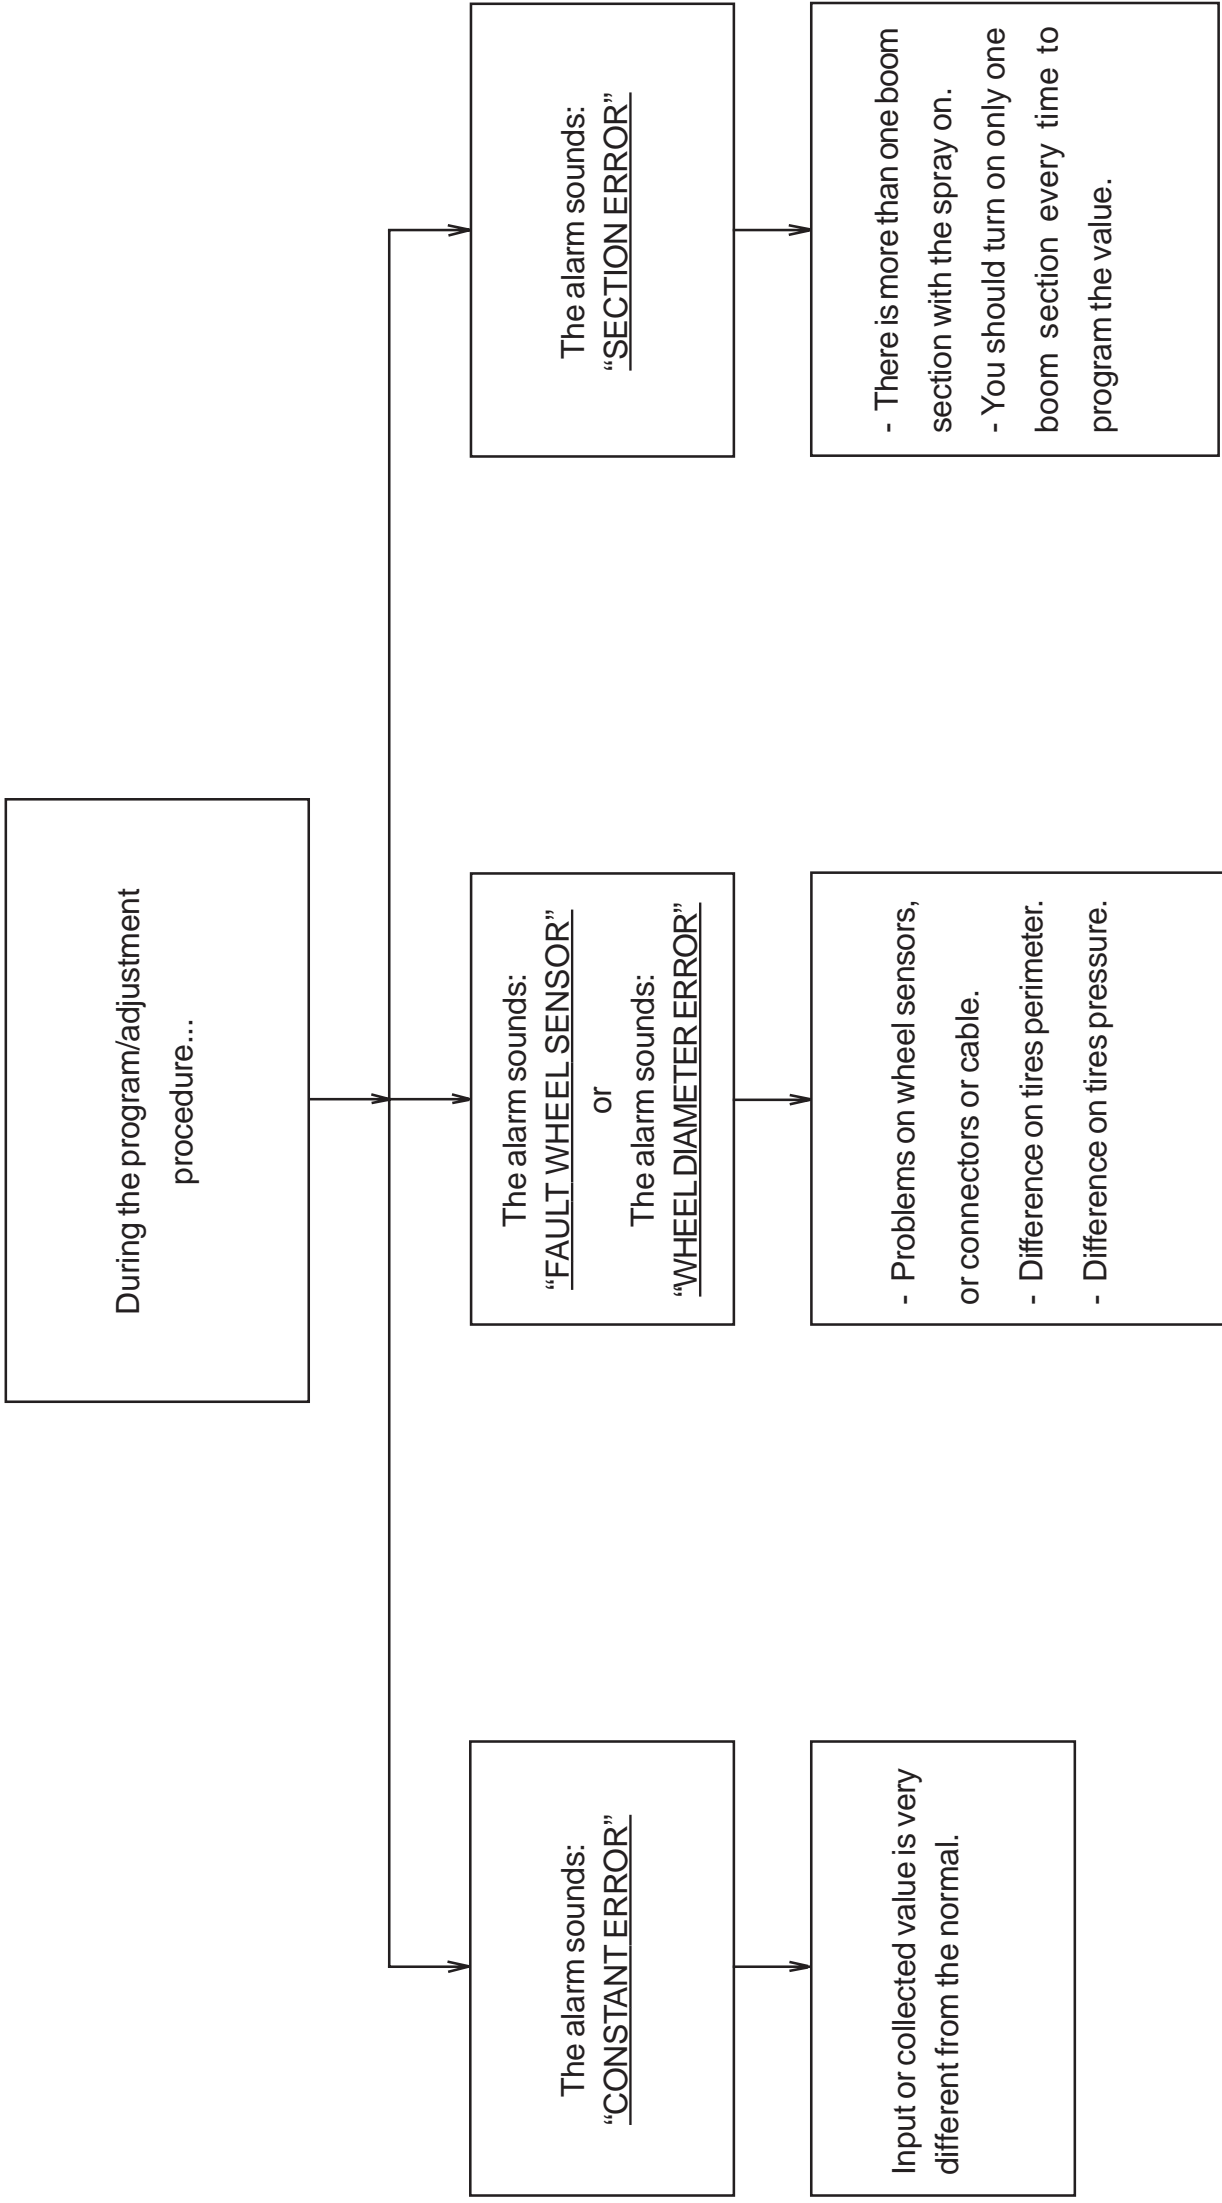 During the program/adjustment
procedure...
The alarm sounds:
“CONSTANT ERROR”
Input or collected value is very
different from the normal.
The alarm sounds:
“FAULT WHEEL SENSOR”
or
The alarm sounds:
“WHEEL DIAMETER ERROR”
- Problems on wheel sensors,
or connectors or cable.
- Difference on tires perimeter.
- Difference on tires pressure.
The alarm sounds:
“SECTION ERROR”
- There is more than one boom
section with the spray on.
- You should turn on only one
boom section every time to
program the value.